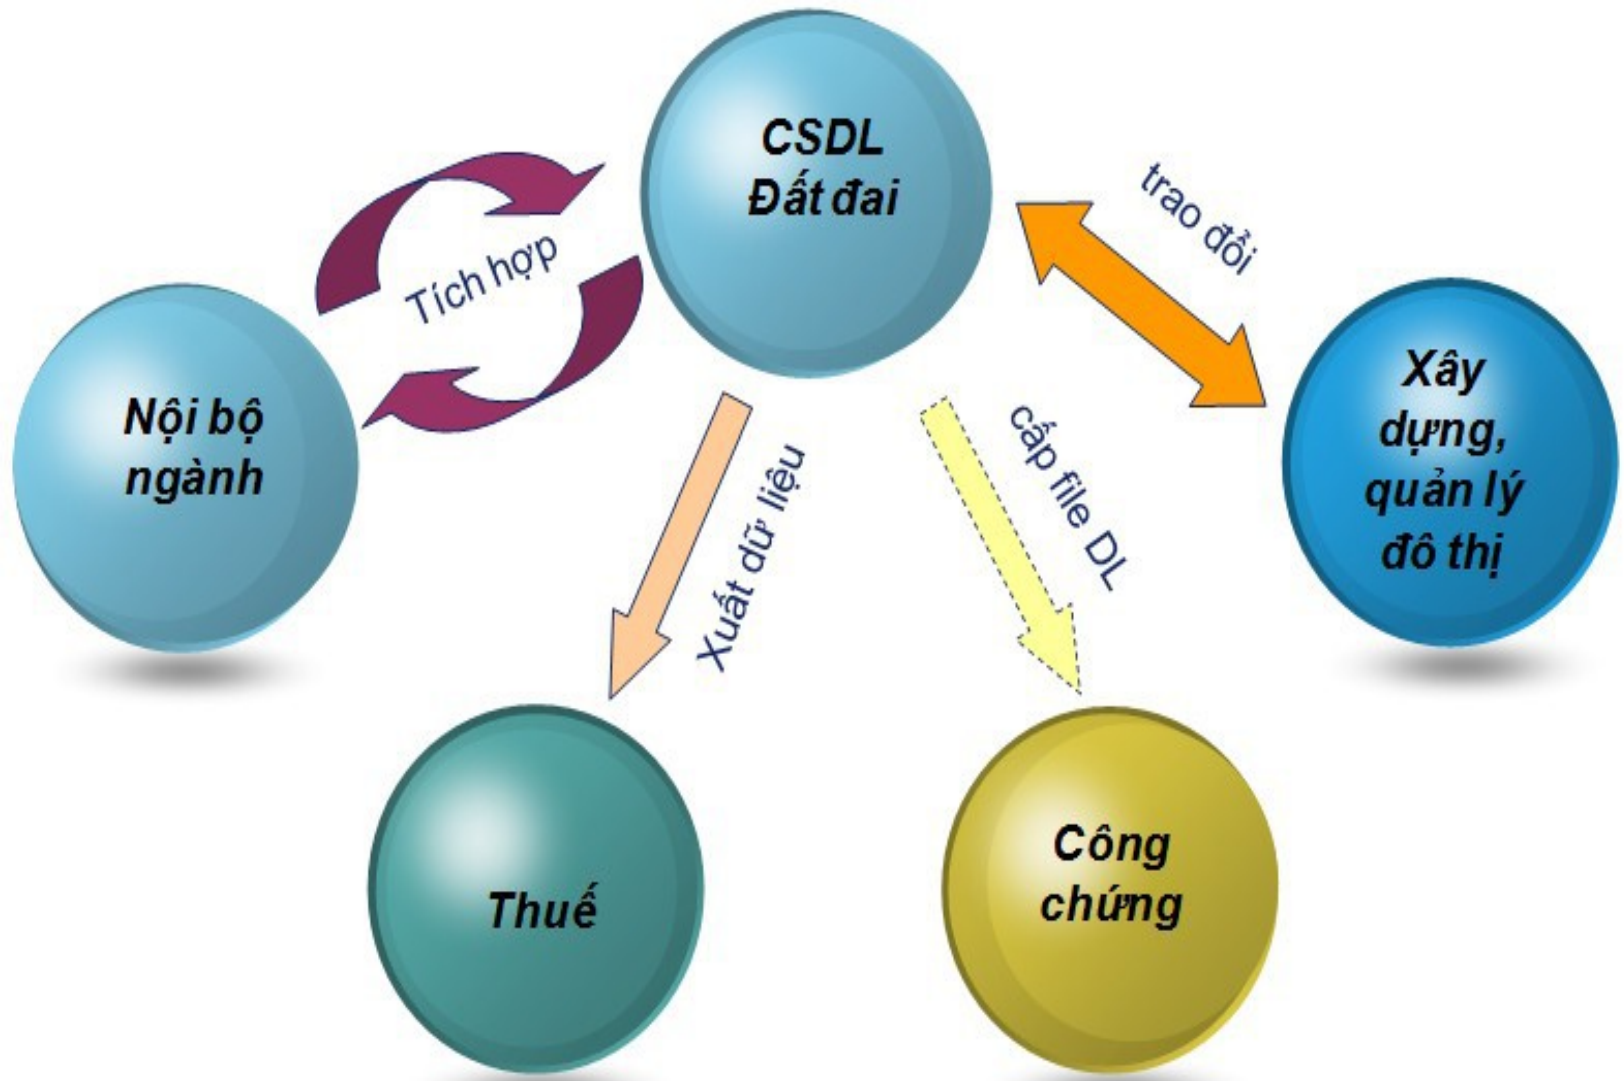 CSDL
Đất đai
trao đổi
Tích hợp
Xây
dựng,
quản lý
đô thị
Nội bộ
ngành
Xuất dữ liệu
cấp file DL
Thuế
Công
chứng